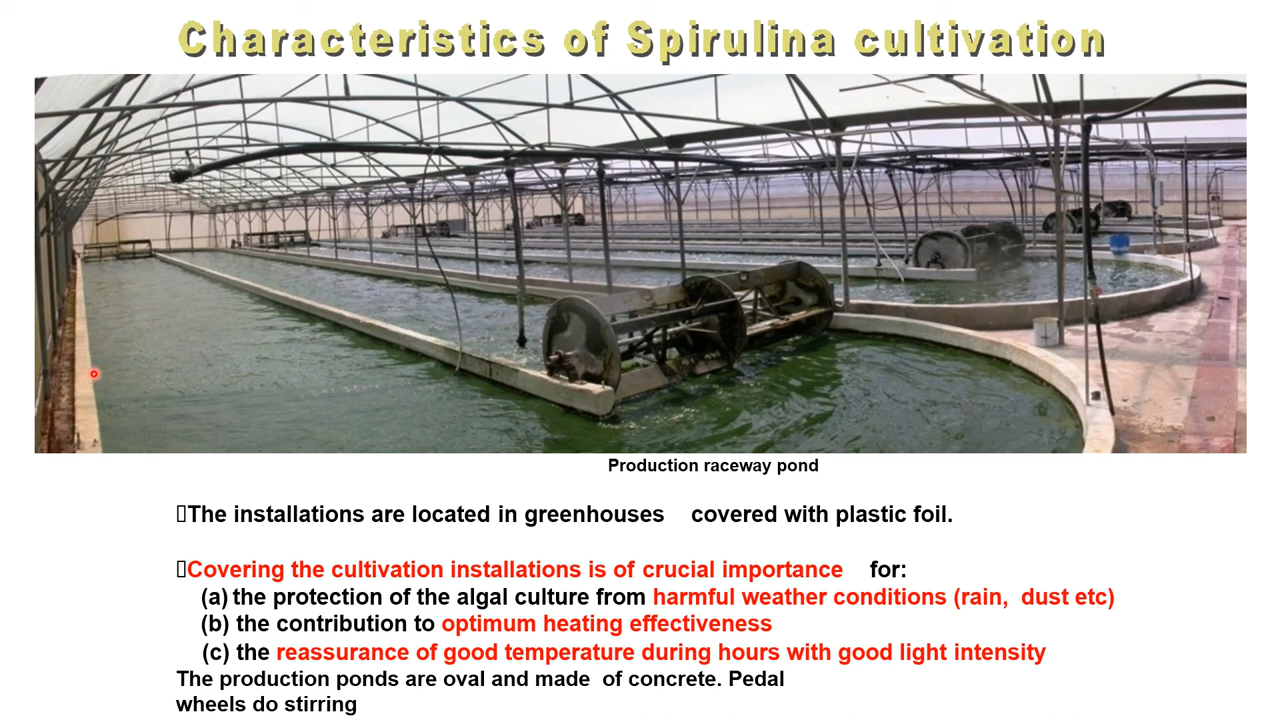 Characteristics of Spirulina cultivation
Production raceway pond
The installations are located in greenhouses covered with plastic foil.
Covering the cultivation installations is of crucial importance for:
(a) the protection of the algal culture from harmful weather conditions (rain, dust etc)
(b) the contribution to optimum heating effectiveness
(c) the reassurance of good temperature during hours with good light intensity
The production ponds are oval and made of concrete. Pedal
wheels do stirring